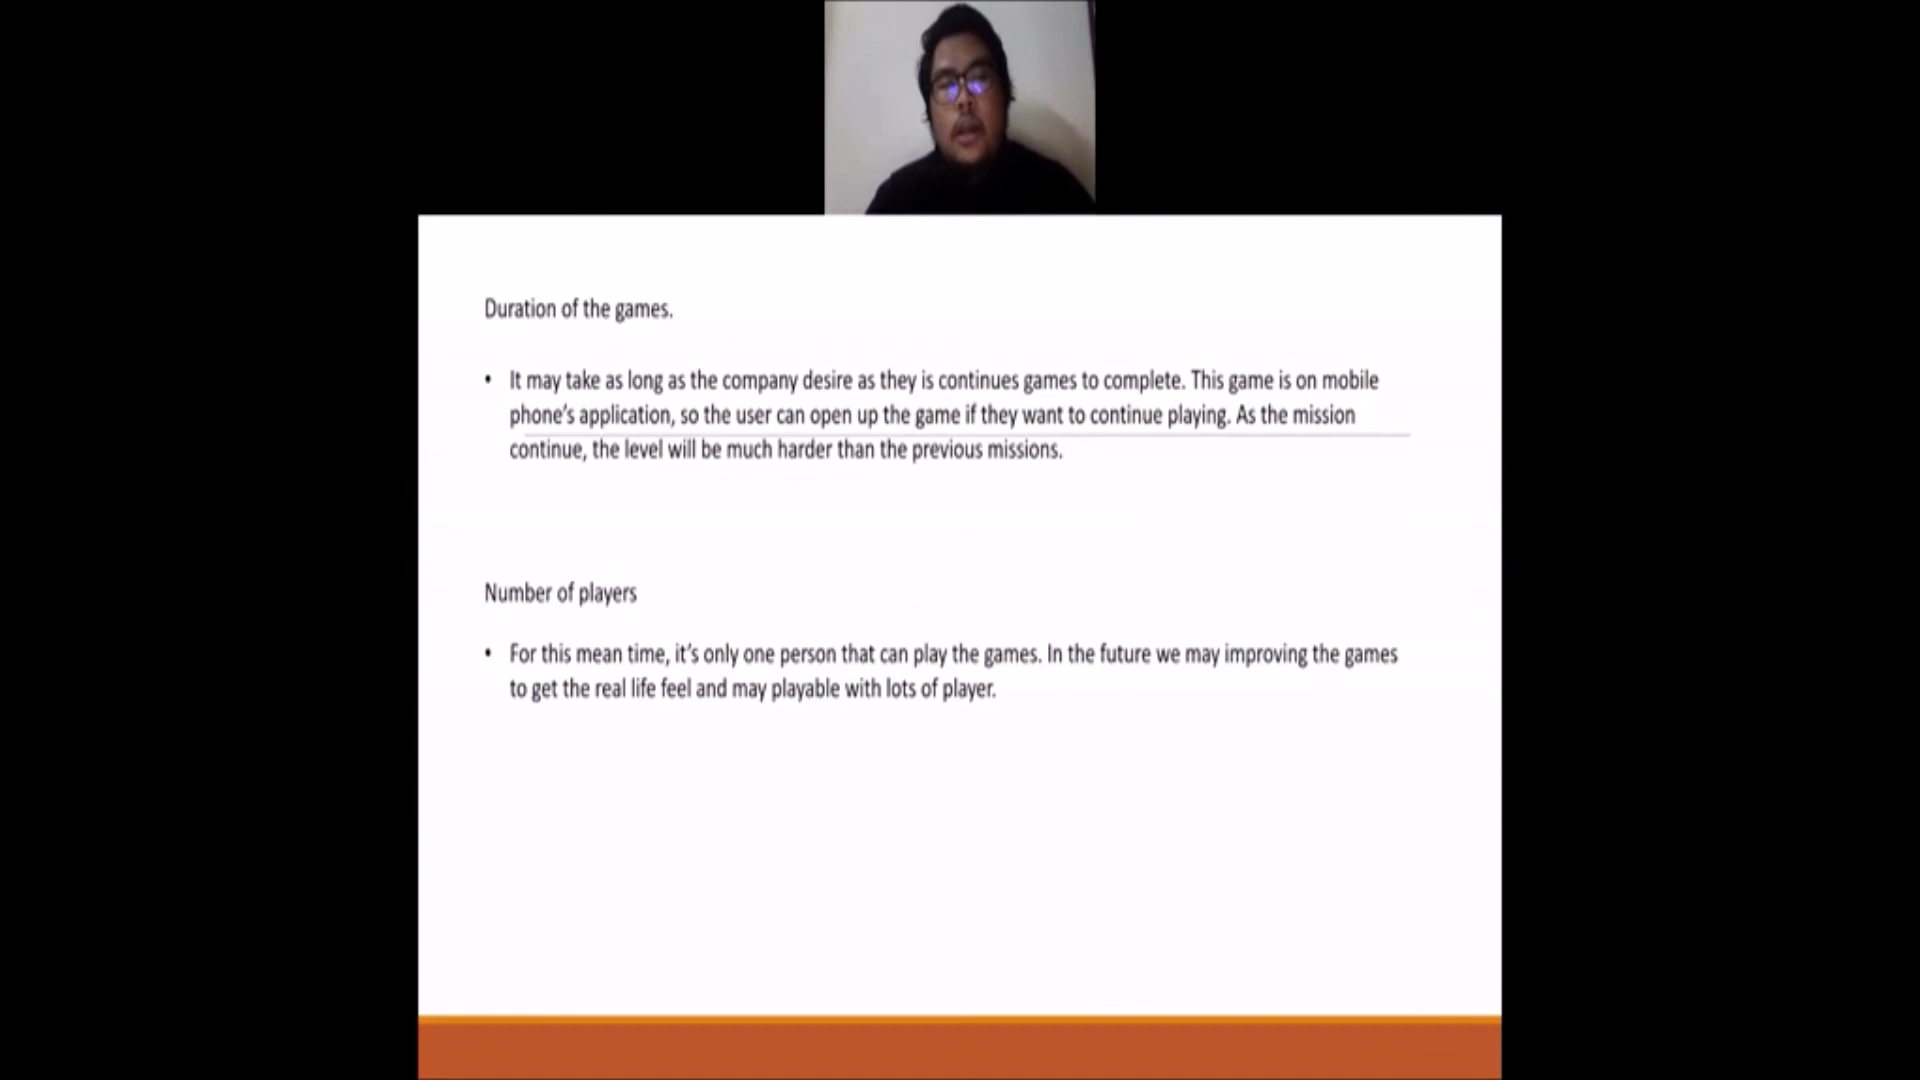 Duration of the games.
• It may take as long as the company desire as they is continues games to complete. This game is on mobile
phone’s application, so the user can open up the game if they want to continue playing. As the mission
continue, the level will be much harder than the previous missions.
Number of players
• For this mean time, it’s only one person that can play the games. In the future we may improving the games
to get the real life feel and may playable with lots of player.